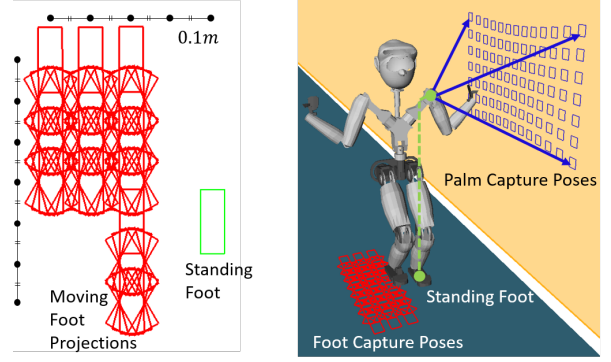 0.1m
Standing
Foot
Moving
Foot
Projections
Palm Capture Poses
Standing Foot
Foot Capture Poses